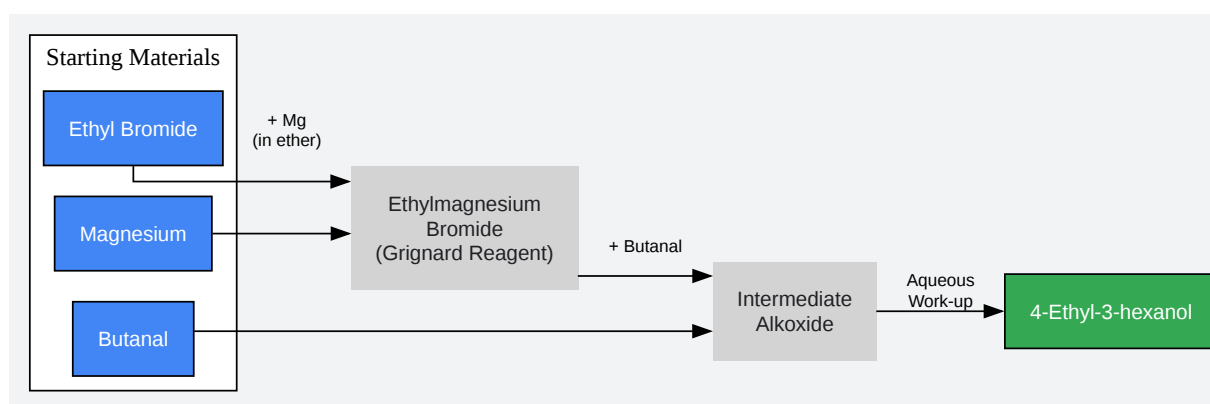 Starting Materials
Ethyl Bromide
+ Mg
(in ether)
Magnesium
Ethylmagnesium
Bromide
(Grignard Reagent)
+ Butanal
Butanal
Intermediate
Alkoxide
Aqueous
Work-up
4-Ethyl-3-hexanol